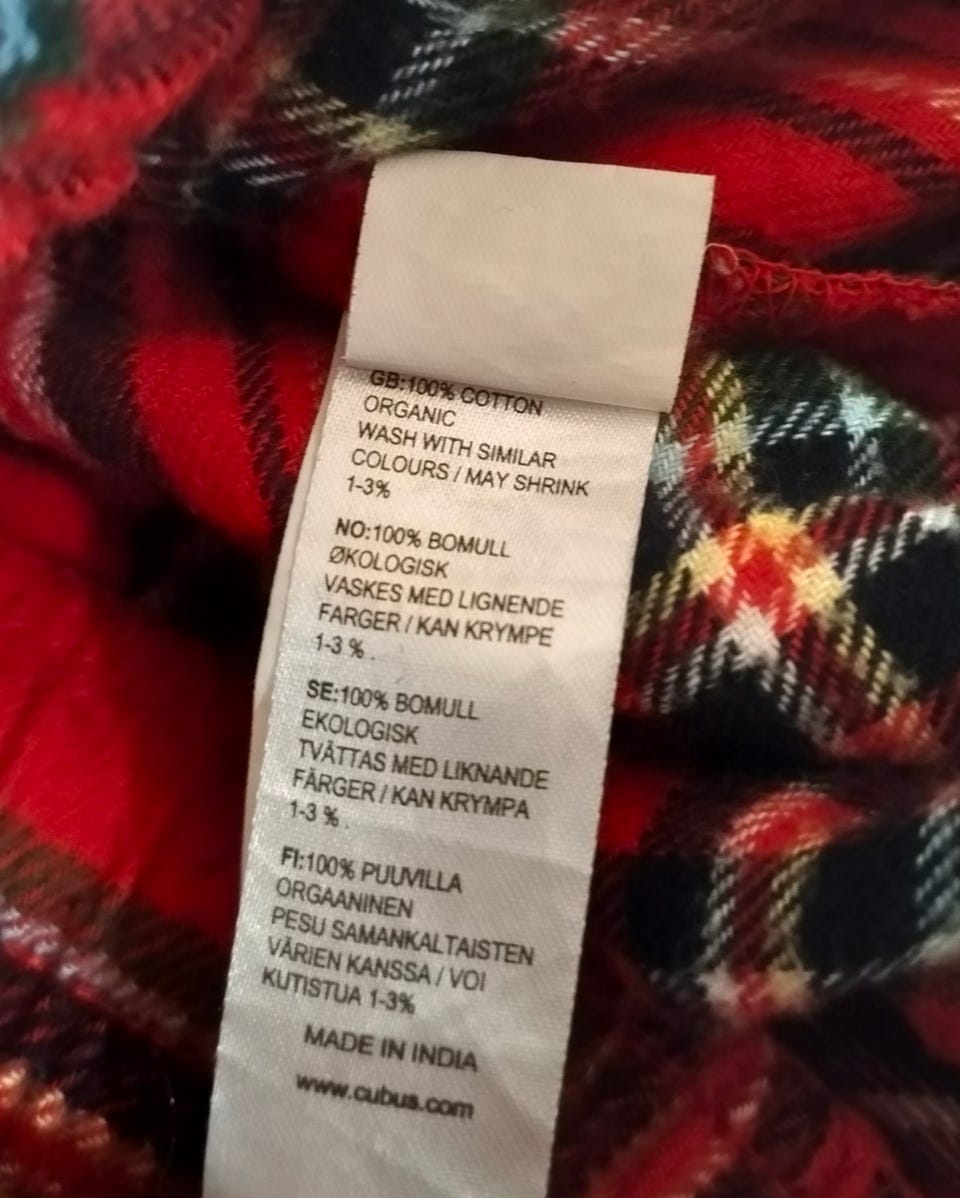 GB:100% COTTON
ORGANIC
WASH WITH SIMILAR
COLOURS / MAY SHRINK
1-3%
NO:100% BOMULL
ØKOLOGISK
VASKES MED LIGNENDE
FARGER / KAN KRYMPE
1-3 % .
SE:100% BOMULL
EKOLOGISK
TVÄTTAS MED LIKNANDE
FÄRGER / KAN KRYMPA
1-3 % .
FI:100% PUUVILLA
ORGAANINEN
PESU SAMANKALTAISTEN
VÄRIEN KANSSA / VOI
KUTISTUA 1-3%
MADE IN INDIA
www.cubus.com